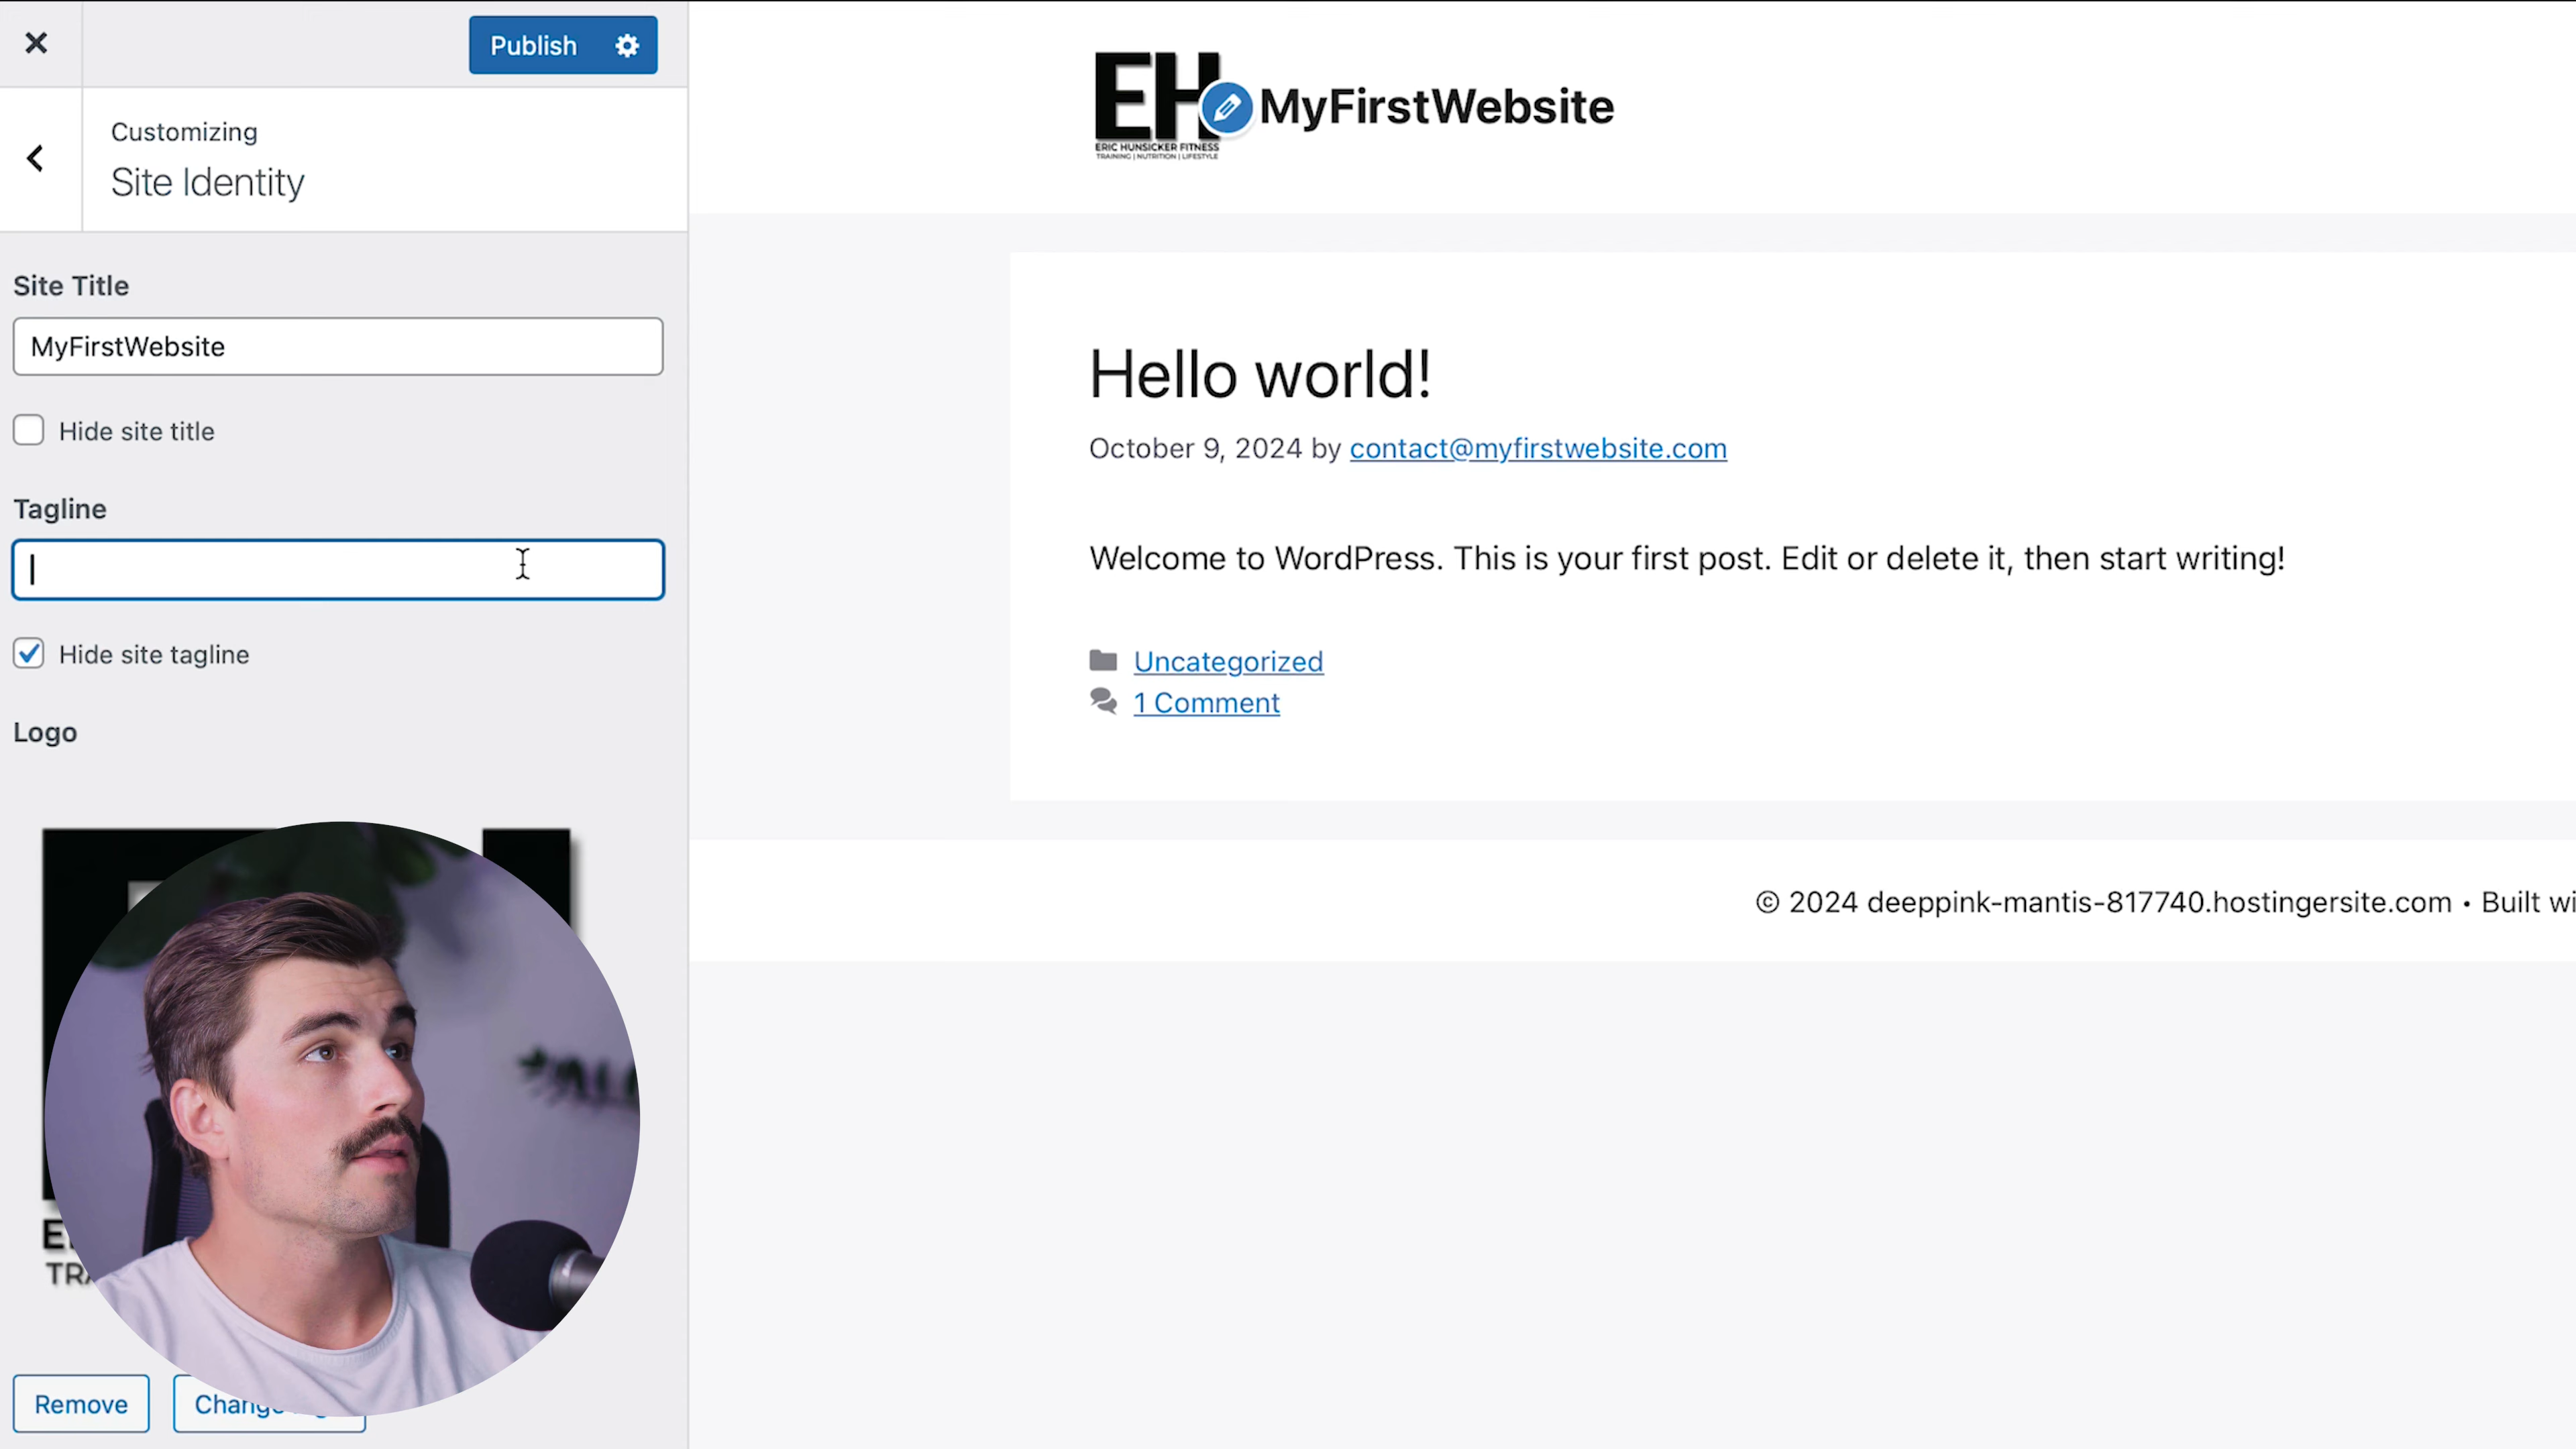 Publish
Customizing
Site Identity
Site Title
MyFirstWebsite
Hide site title
Tagline
Hide site tagline
Logo
Remove
EH
ERIC HUNSICKER FITNESS
TRAINING | NUTRITION | LIFESTYLE
MyFirstWebsite
Hello world!
October 9, 2024 by contact@myfirstwebsite.com
Welcome to WordPress. This is your first post. Edit or delete it, then start writing!
Uncategorized
1 Comment
© 2024 deeppink-mantis-817740.hostingersite.com • Built